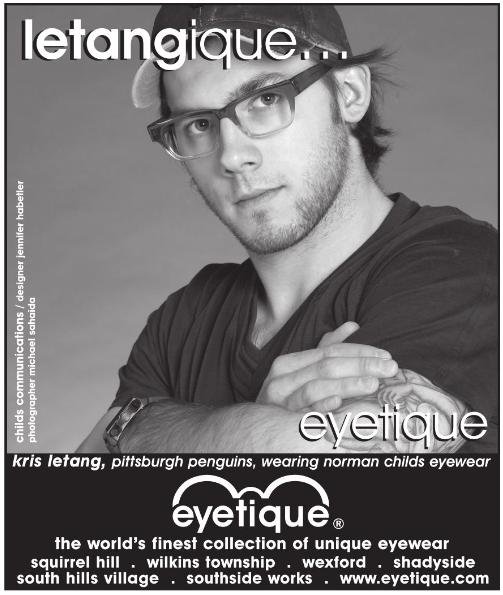 letangique...
childs communications / designer jennifer habetler
photographer michael sahaida
eyetique
kris letang, pittsburgh penguins, wearing norman childs eyewear
eyetique®
the world's finest collection of unique eyewear
squirrel hill . wilkins township . wexford . shadyside
south hills village . southside works . www.eyetique.com